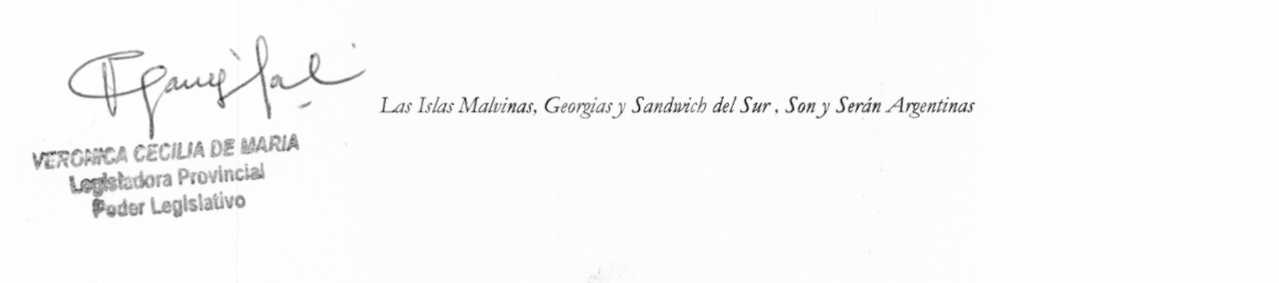 Las Islas Malvinas, Georgias y Sandwich del Sur , Son y Serán Argentinas
VERONICA CECILIA DE MARIA
Legisladora Provincial
Poder Legislativo